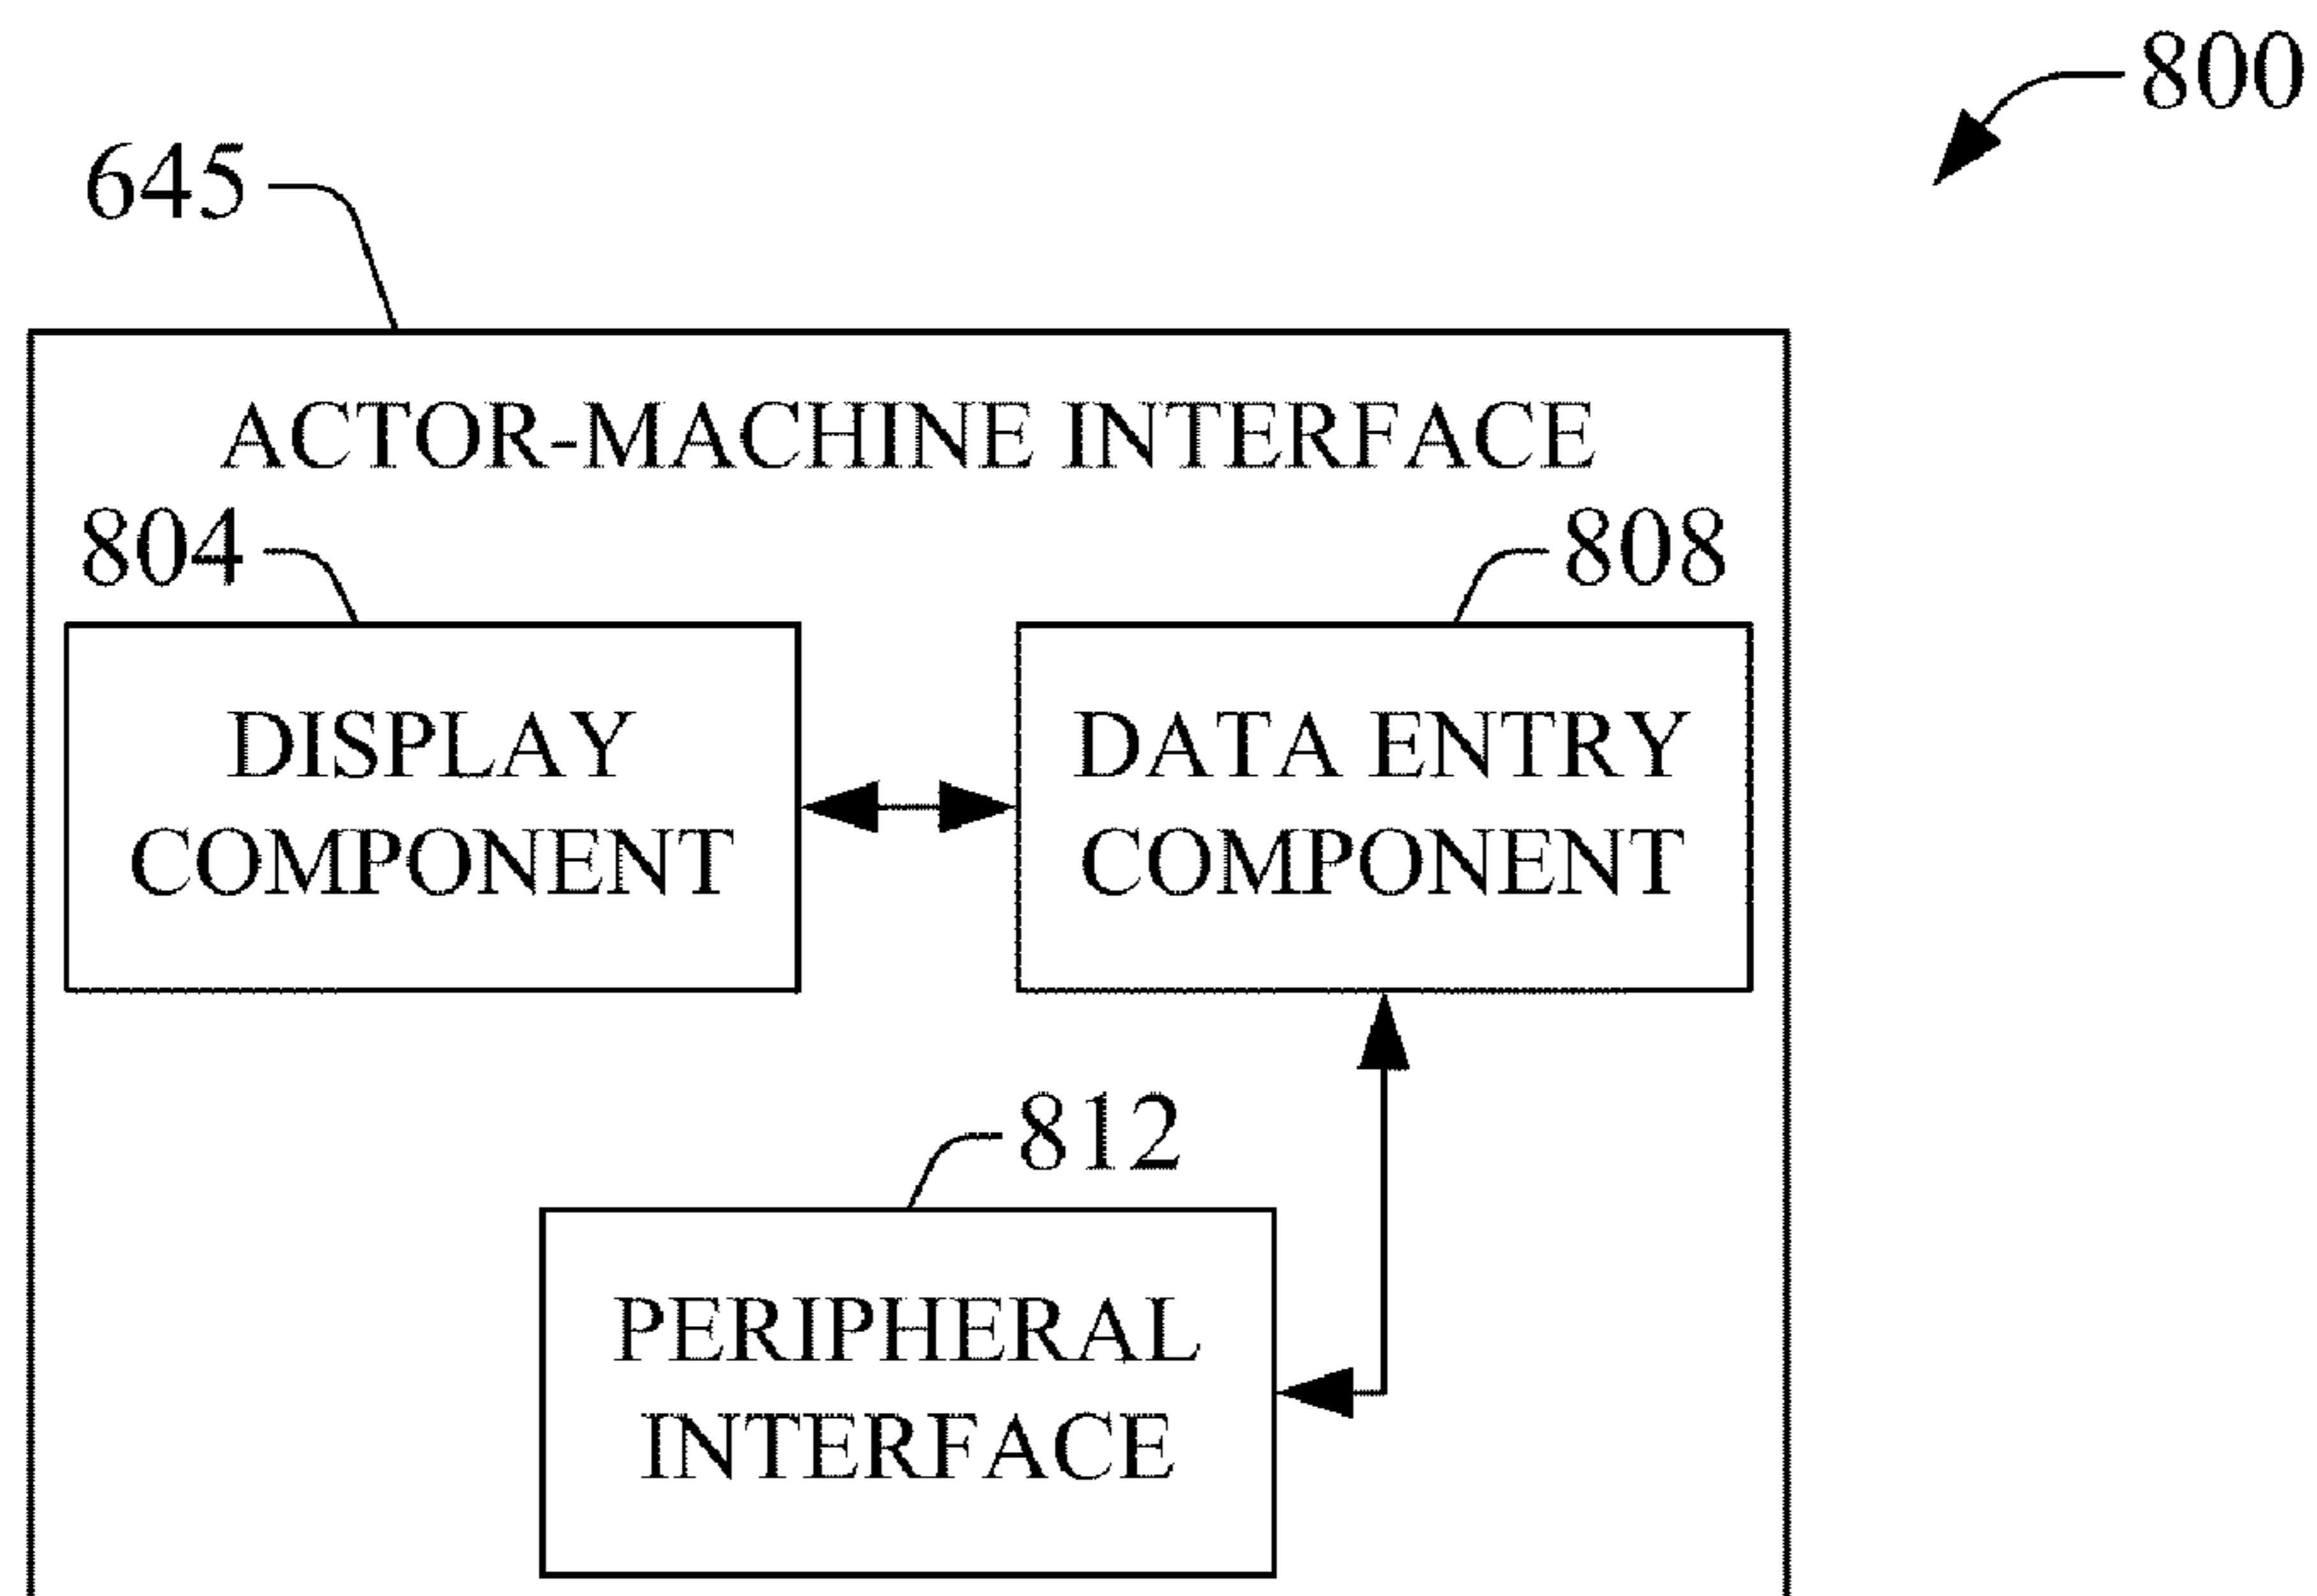 800
645
ACTOR-MACHINE INTERFACE
804
808
DISPLAY
COMPONENT
DATA ENTRY
COMPONENT
812
PERIPHERAL
INTERFACE